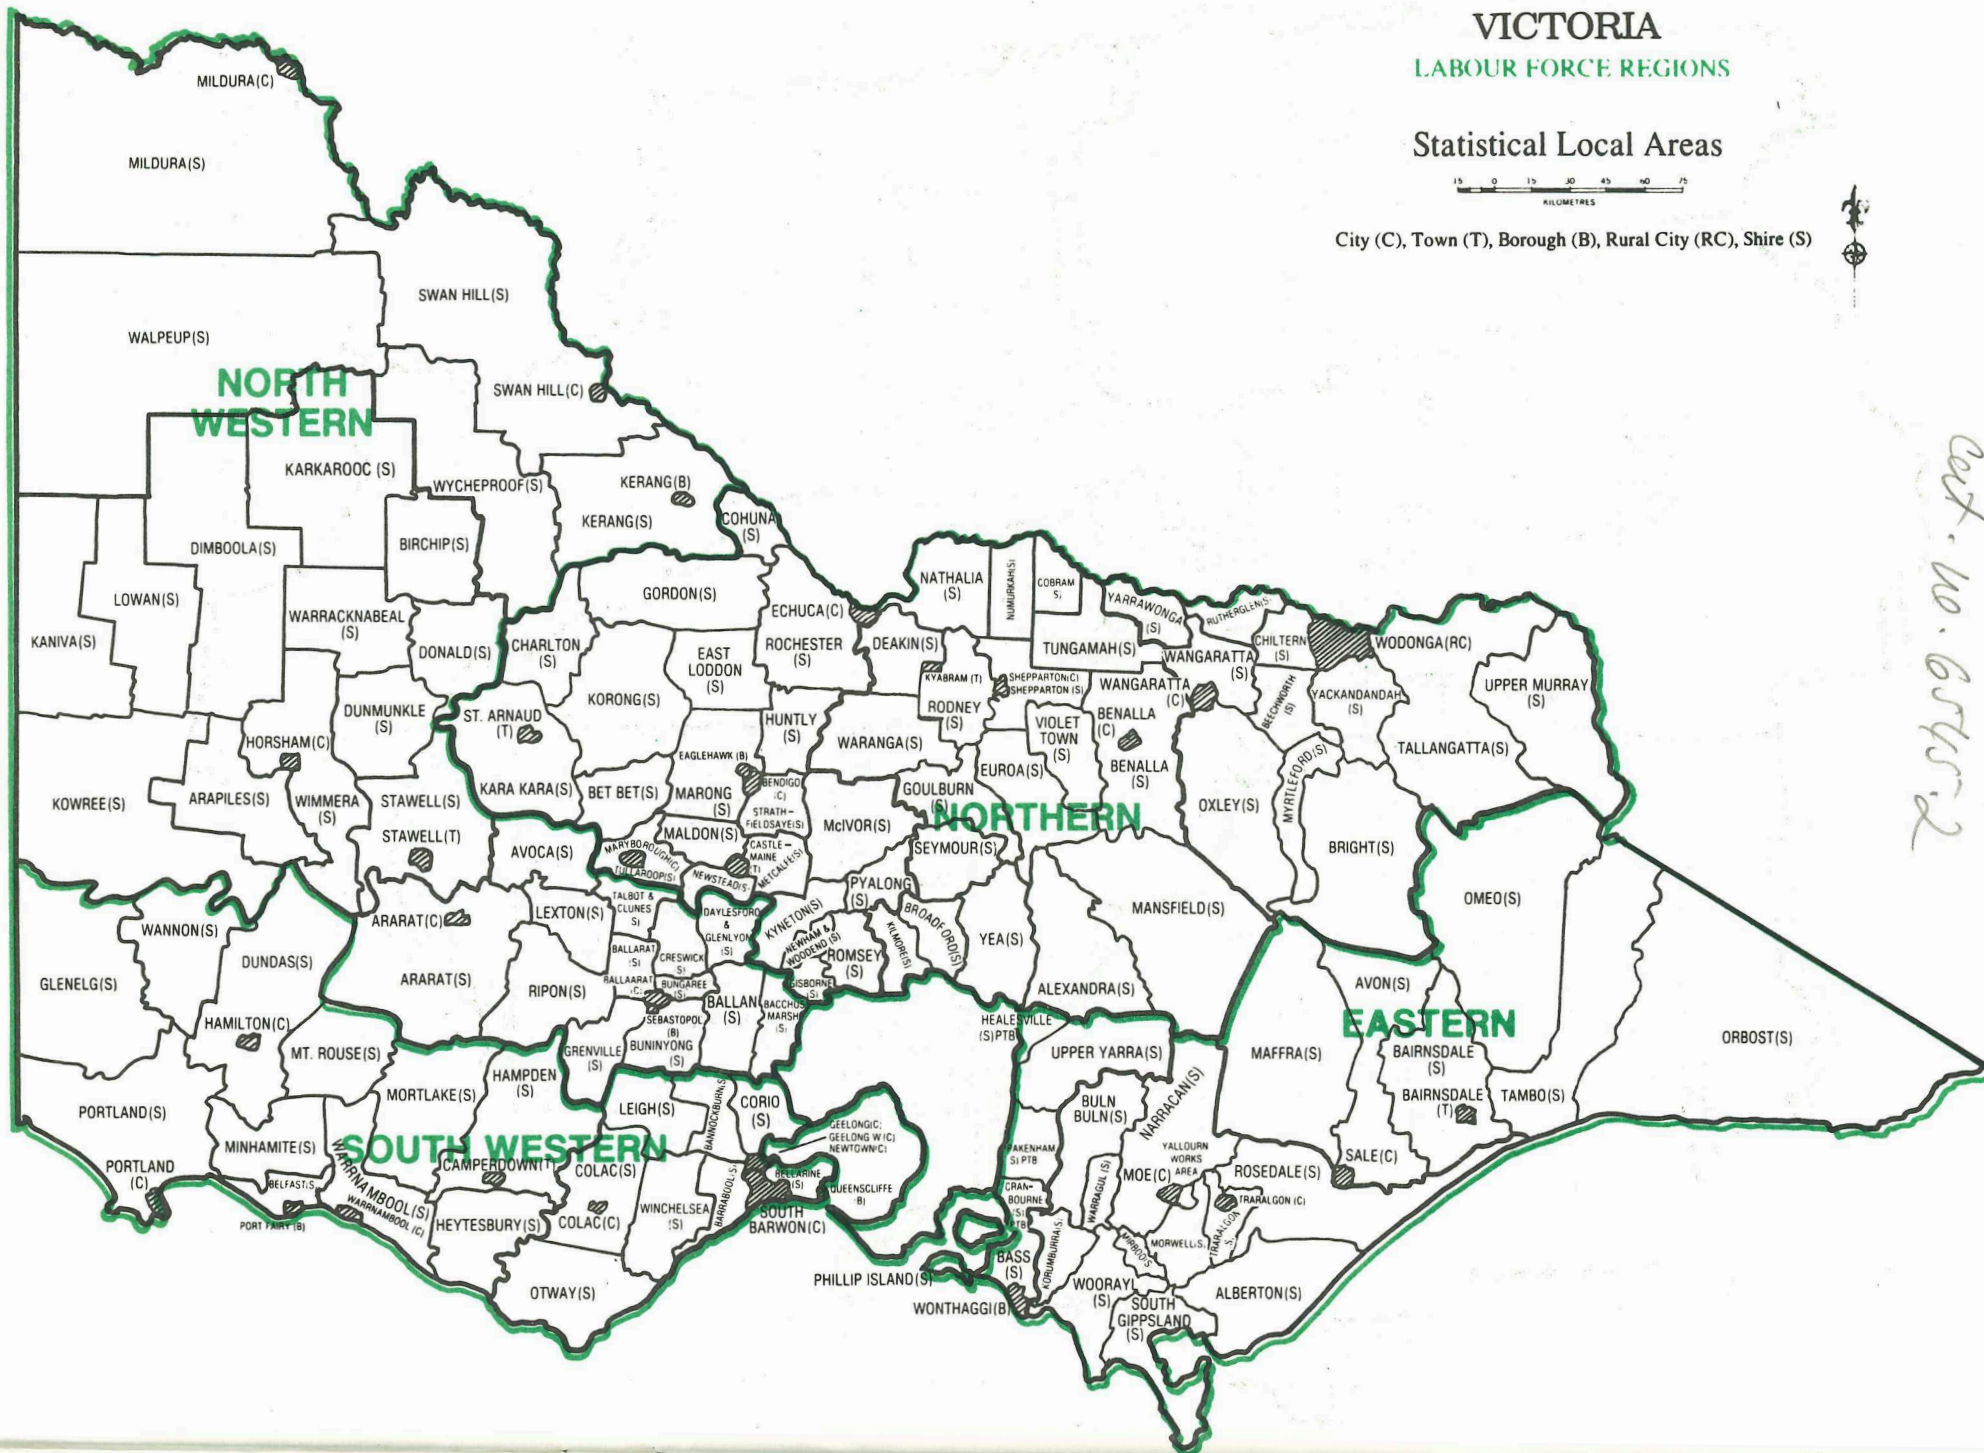 VICTORIA
LABOUR FORCE REGIONS
Statistical Local Areas
15 0 15 30 45 60 75
KILOMETRES
City (C), Town (T), Borough (B), Rural City (RC), Shire (S)
MILDURA(C)
MILDURA(S)
SWAN HILL(S)
WALPEUP(S)
NORTH
WESTERN
SWAN HILL(C)
KARKAROOC (S)
WYCHEPROOF(S)
KERANG(B)
KERANG(S)
COHUNA
(S)
DIMBOOLA(S)
BIRCHIP(S)
LOWAN(S)
KANIVA(S)
WARRACKNABEAL
(S)
DONALD(S)
DUNMUNKLE
(S)
HORSHAM(C)
KOWREE(S)
ARAPILES(S)
WIMMERA
(S)
STAWELL(S)
STAWELL(T)
AVOCA(S)
ARARAT(C)
ARARAT(S)
LEXTON(S)
RIPON(S)
TALBOT &
CLUNES
S)
BALLARAT
(S)
CRESWICK
S)
DAYLESFORD
&
GLENLYON
(S)
BALLAARAT
(C)
BUNGAREE
(S)
SEBASTOPOL
(B)
BUNINYONG
(S)
BALLAN
(S)
BACCHUS
MARSH
(S)
GRENVILLE
(S)
GORDON(S)
CHARLTON
(S)
EAST
LODDON
(S)
KORONG(S)
ECHUCA(C)
ROCHESTER
(S)
ST. ARNAUD
(T)
KARA KARA(S)
BET BET(S)
EAGLEHAWK (B)
MARONG
(S)
BENDIGO
(C)
STRATH-
FIELDSAYE(S)
HUNTLY
(S)
MALDON(S)
CASTLE-
MAINE
(T)
METCALFE(S)
MARYBOROUGH(C)
TULLAROOP(S)
NEWSTEAD(S)
NATHALIA
(S)
NUMURKAH(S)
COBRAM
S)
YARRAWONGA
(S)
RUTHERGLEN(S)
CHILTERN
(S)
WODONGA(RC)
DEAKIN(S)
KYABRAM (T)
RODNEY
(S)
SHEPPARTON(C)
SHEPPARTON (S)
TUNGAMAH(S)
WANGARATTA
(S)
WANGARATTA
(C)
BEECHWORTH
(S)
YACKANDANDAH
(S)
UPPER MURRAY
(S)
TALLANGATTA(S)
BENALLA
(C)
BENALLA
(S)
VIOLET
TOWN
(S)
WARANGA(S)
EUROA(S)
GOULBURN
(S)
NORTHERN
McIVOR(S)
OXLEY(S)
MYRTLEFORD(S)
BRIGHT(S)
SEYMOUR(S)
PYALONG
(S)
KYNETON(S)
NEWHAM &
WOODEND (S)
ROMSEY
(S)
KILMORE(S)
BROADFORD(S)
YEA(S)
GISBORNE
(S)
MANSFIELD(S)
ALEXANDRA(S)
WANNON(S)
DUNDAS(S)
GLENELG(S)
HAMILTON(C)
MT. ROUSE(S)
PORTLAND(S)
PORTLAND
(C)
MINHAMITE(S)
BELFAST(S
PORT FAIRY (B)
WARRNAMBOOL(S)
WARRNAMBOOL (C)
MORTLAKE(S)
HAMPDEN
(S)
SOUTH WESTERN
CAMPERDOWN(T)
COLAC(S)
COLAC(C)
HEYTESBURY(S)
OTWAY(S)
LEIGH(S)
BANNOCKBURN(S)
CORIO
(S)
WINCHELSEA
(S)
BARRABOOL(S)
GEELONG(C;
GEELONG W(C)
NEWTOWN(C)
BELLARINE
(S)
QUEENSCLIFFE
B)
SOUTH
BARWON(C)
OMEO(S)
AVON(S)
EASTERN
ORBOST(S)
MAFFRA(S)
BAIRNSDALE
(S)
BAIRNSDALE
(T)
TAMBO(S)
HEALESVILLE
(S)PTB
UPPER YARRA(S)
BULN
BULN(S)
NARRACAN(S)
PAKENHAM
S) PTB
CRAN-
BOURNE
(S)
PTB
WARRAGUL (S)
YALLOURN
WORKS
AREA
MOE(C)
ROSEDALE(S)
SALE(C)
TRARALGON (C)
TRARALGON
S)
MORWELL(S)
MIRBOO(S
KORUMBURRA(S)
BASS
(S)
WOORAYL
(S)
SOUTH
GIPPSLAND
(S)
ALBERTON(S)
PHILLIP ISLAND(S)
WONTHAGGI(B)